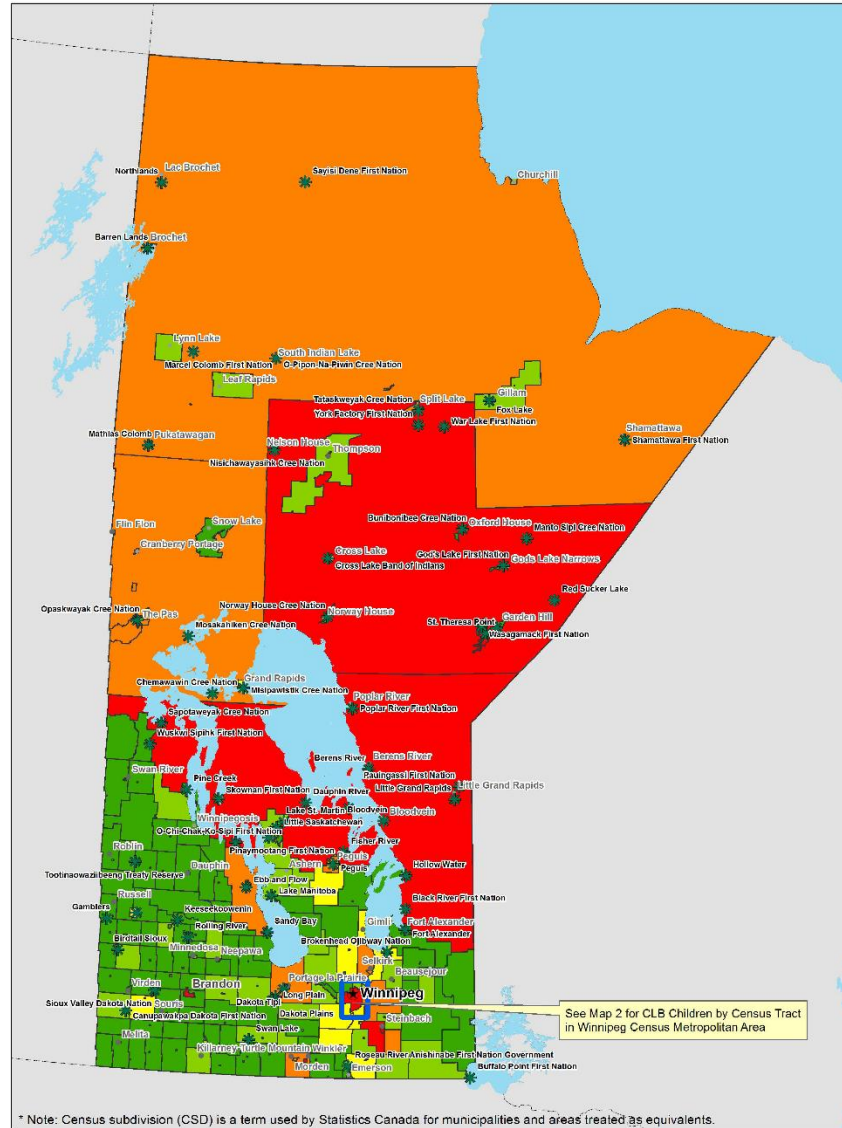 Lac Brochet
Northlands
Sayisi Dene First Nation
Churchill
Barren Lands
Brochet
Lynn Lake
Marcel Colomb First Nation
South Indian Lake
O-Pipon-Na-Piwin Cree Nation
Leaf Rapids
Gillam
Fox Lake
Tataskweyak Cree Nation
Split Lake
York Factory First Nation
War Lake First Nation
Shamattawa
Shamattawa First Nation
Mathias Colomb
Pukatawagan
Nelson House
Thompson
Nisichawayasihk Cree Nation
Flin Flon
Snow Lake
Cranberry Portage
Bunibonibee Cree Nation
Oxford House
Manto Sipi Cree Nation
Cross Lake
Cross Lake Band of Indians
God's Lake First Nation
Gods Lake Narrows
Red Sucker Lake
Opaskwayak Cree Nation
The Pas
Norway House Cree Nation
Norway House
St. Theresa Point
Garden Hill
Wasagamack First Nation
Mosakahiken Cree Nation
Chemawawin Cree Nation
Grand Rapids
Misipawistik Cree Nation
Poplar River
Poplar River First Nation
Sapotaweyak Cree Nation
Wuskwi Sipihk First Nation
Berens River
Berens River
Pauingassi First Nation
Swan River
Pine Creek
Skownan First Nation
Dauphin River
Little Grand Rapids
Little Grand Rapids
Winnipegosis
Lake St. Martin
Bloodvein
Bloodvein
Little Saskatchewan
O-Chi-Chak-Ko-Sipi First Nation
Pinaymootang First Nation
Fisher River
Roblin
Dauphin
Ashern
Peguis
Peguis
Hollow Water
Tootinaowaziibeeng Treaty Reserve
Ebb and Flow
Lake Manitoba
Russell
Gamblers
Keeseekoowenin
Black River First Nation
Rolling River
Sandy Bay
Gimli
Fort Alexander
Fort Alexander
Birdtail Sioux
Minnedosa
Neepawa
Brokenhead Ojibway Nation
Selkirk
Beausejour
Portage la Prairie
Virden
Brandon
Long Plain
Winnipeg
Sioux Valley Dakota Nation
Souris
Dakota Tipi
Canupawakpa Dakota First Nation
Dakota Plains
Steinbach
Swan Lake
Melita
Killarney
Turtle Mountain
Winkler
Morden
Roseau River Anishinabe First Nation Government
Emerson
Buffalo Point First Nation
See Map 2 for CLB Children by Census Tract
in Winnipeg Census Metropolitan Area
* Note: Census subdivision (CSD) is a term used by Statistics Canada for municipalities and areas treated as equivalents.